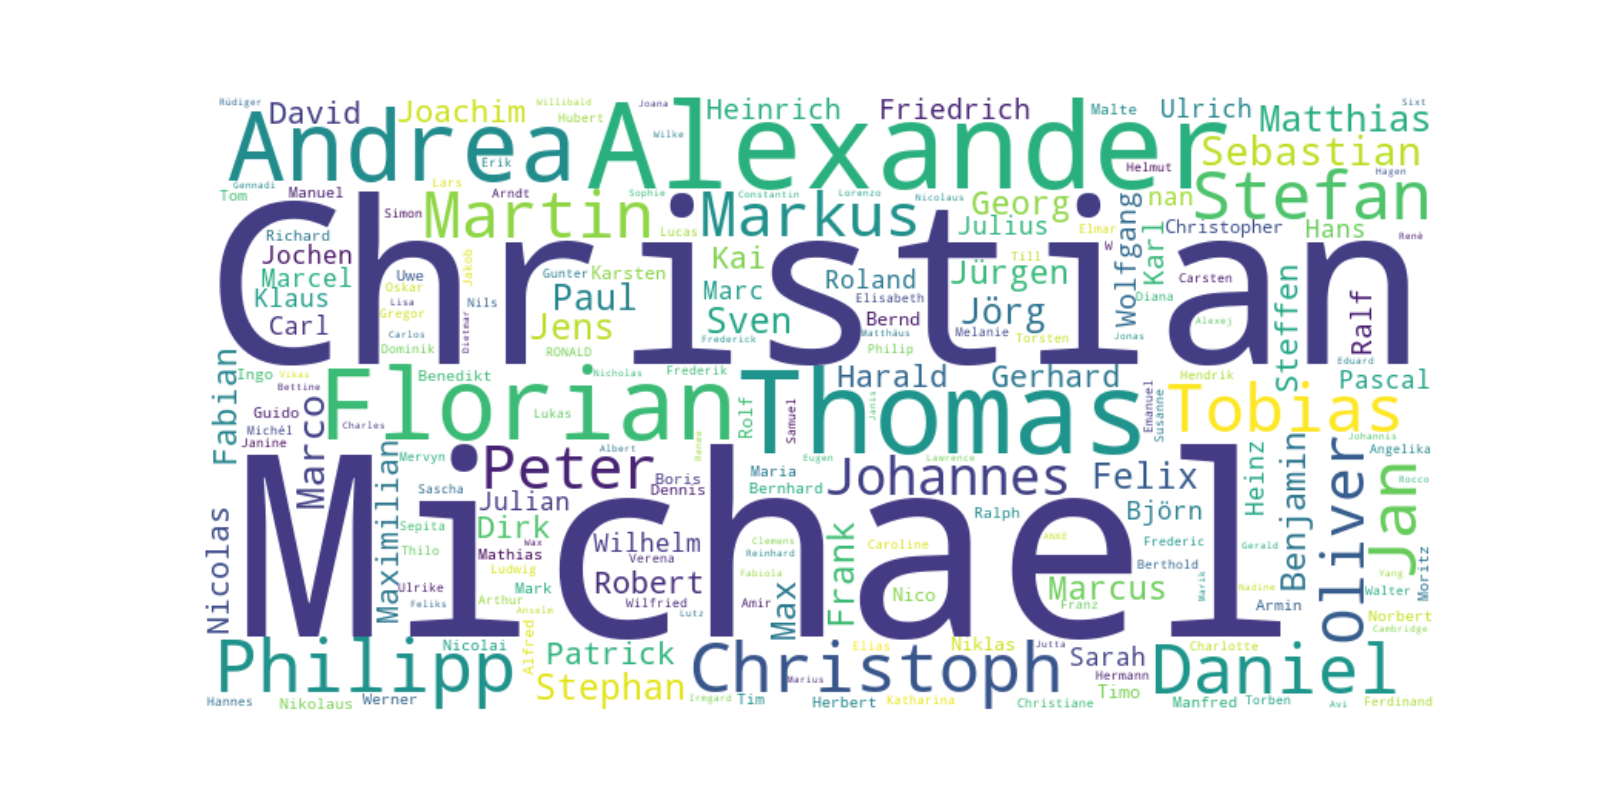 Rüdiger
David
Joachim
Willibald
Hubert
Joana
Heinrich
Friedrich
Malte
Ulrich
Matthias
Sixt
Andrea
Alexander
Wilke
Erik
Helmut
Sebastian
Hagen
Gennadi
Tom
Manuel
Lars
Arndt
Sophie
Constantin
Lorenzo
Nicolaus
nan
Stefan
Christian
Simon
Martin
Lucas
Markus
Georg
Julius
Elmar
W
Wolfgang
Karl
Christopher
Hans
René
Richard
Jochen
Marcel
Klaus
Carl
Uwe
Oskar
Lisa
Gregor
Carlos
Dominik
Jakob
Dietmar
Nils
Gunter
Karsten
Paul
Jens
RONALD
Kai
Marc
Sven
Frederick
Roland
Elisabeth
Bernd
Matthäus
Philip
Till
Jürgen
Jörg
Melanie
Torsten
Jonas
Diana
Carsten
Alexej
Steffen
Ralf
Eduard
Fabian
Ingo
Vikas
Bettine
Guido
Michél
Janine
Marco
Charles
Florian
Benedikt
Lukas
Nicholas
Frederik
Albert
Renee
Rolf
Thomas
Samuel
Harald
Janis
Gerhard
Eugen
Lawrence
Emanuel
Susanne
Hendrik
Tobias
Pascal
Johannis
Angelika
Rocco
Michael
Maximilian
Mervyn
Sascha
Peter
Julian
Boris
Dennis
Maria
Bernhard
Johannes
Felix
Björn
Ralph
Heinz
Benjamin
oliver
Jan
Nicolas
Sepita
Thilo
Ulrike
Feliks
Dirk
Wax
Mathias
Ludwig
Mark
Arthur
Anselm
Wilhelm
Verena
Robert
Wilfried
Lutz
Clemens
Reinhard
Fabiola
Amir
Max
Frank
Caroline
Nico
ANKE
Marcus
Franz
Frederic
Berthold
Marik
Gerald
Nadine
Armin
Yang
Walter
Moritz
Norbert
Cambridge
Philipp
Nicolai
Alfred
Patrick
Stephan
Christoph
Marius
Elias
Niklas
Jutta
Sarah
Hermann
Timo
Daniel
Charlotte
Hannes
Nikolaus
Werner
Irmgard
Tim
Herbert
Katharina
Christiane
Manfred
Torben
Avi
Ferdinand